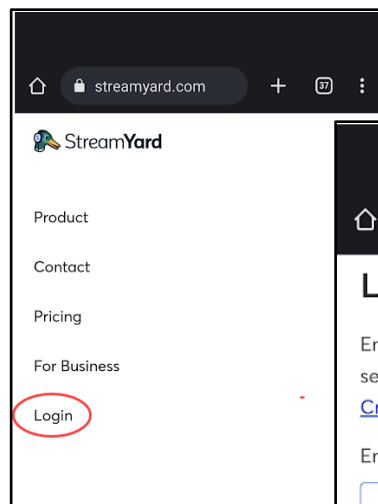 streamyard.com
37
StreamYard
Product
Contact
Pricing
For Business
Login